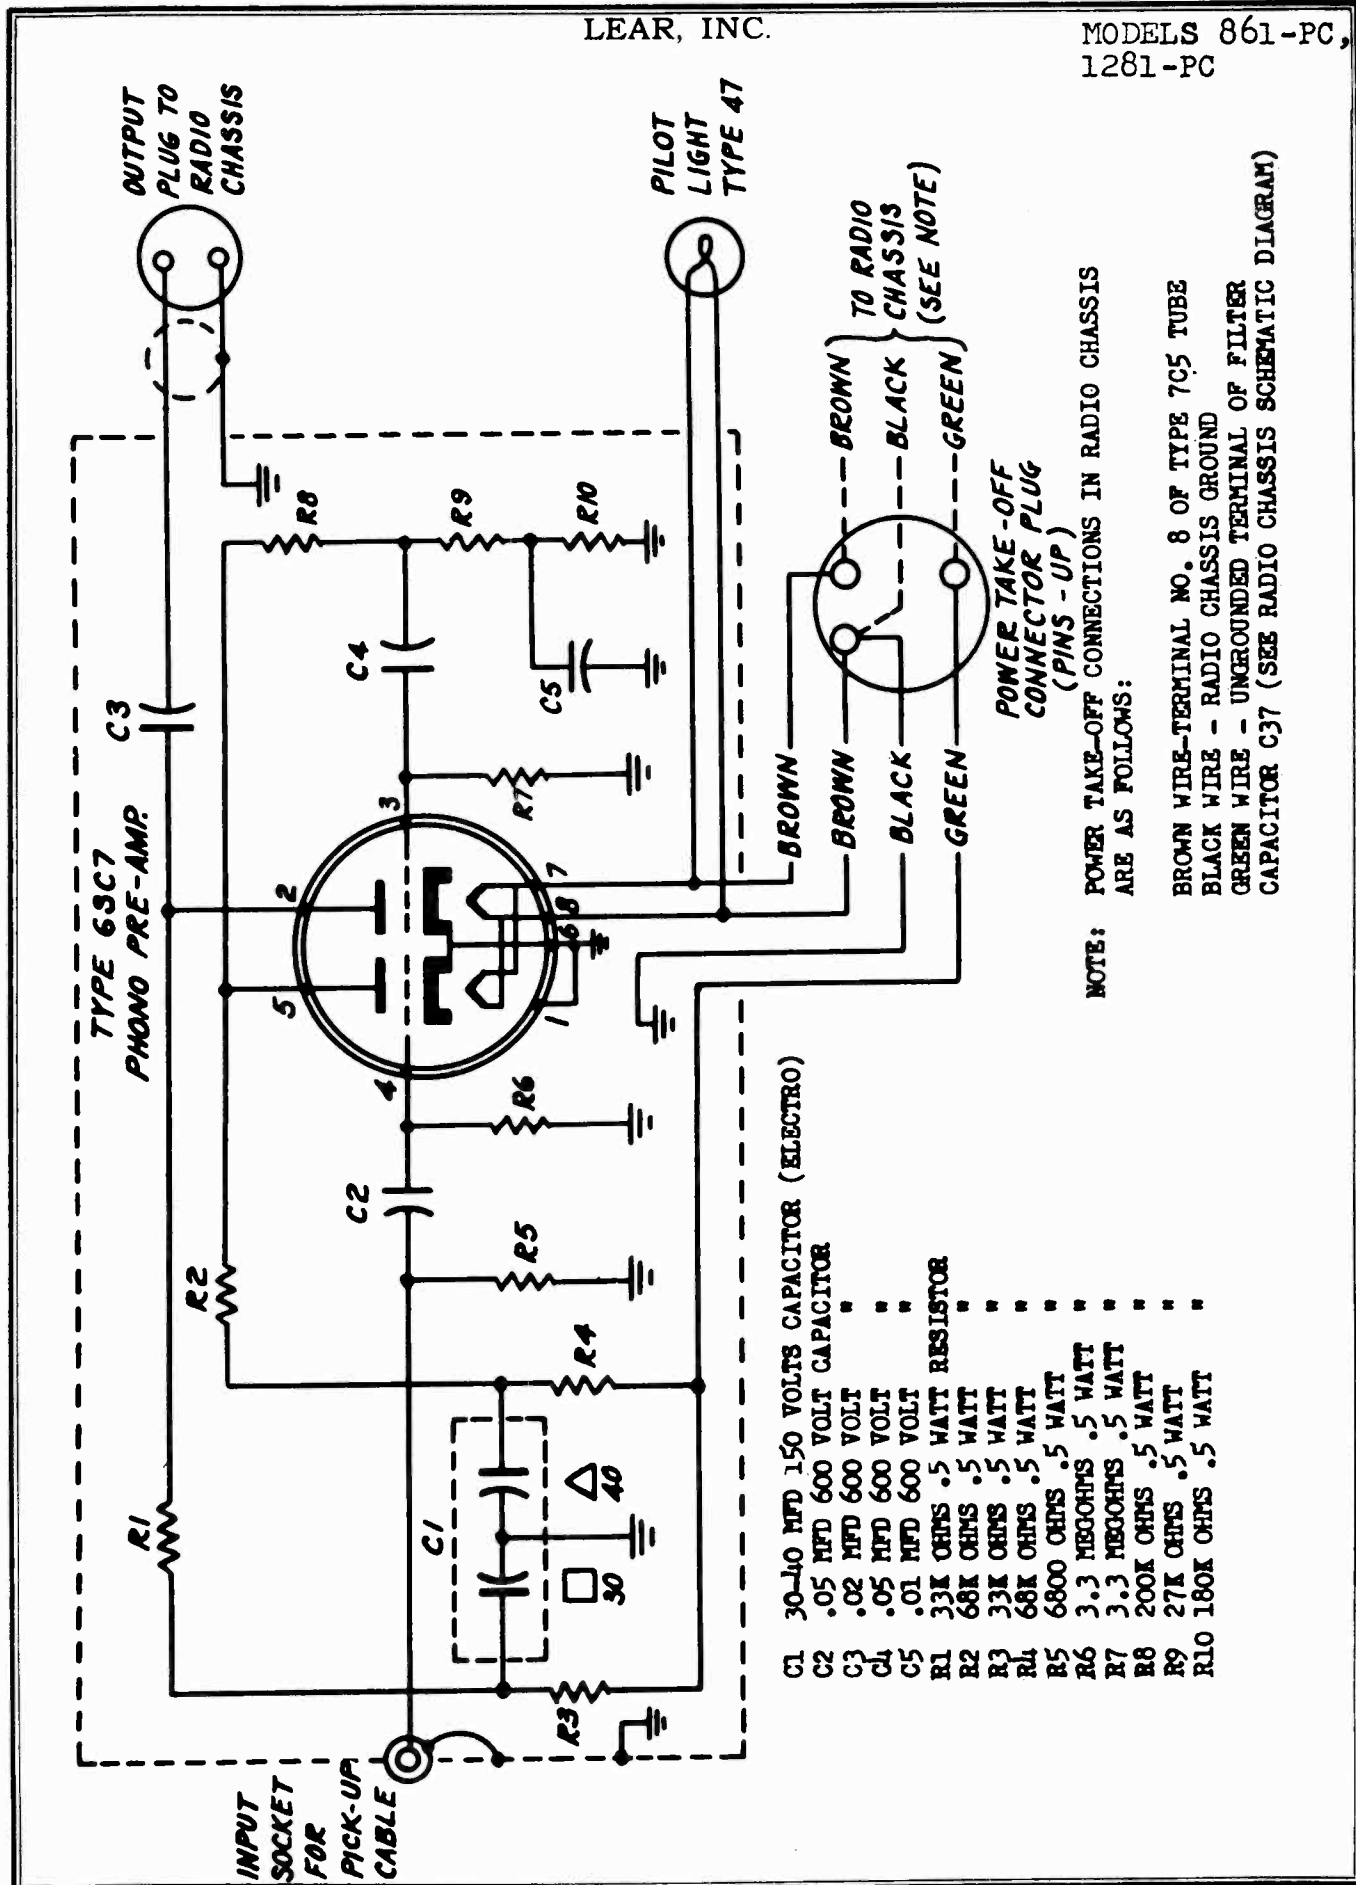 LEAR, INC.
MODELS 861-PC,
1281-PC
OUTPUT
PLUG TO
RADIO
CHASSIS
PILOT
LIGHT
TYPE 47
TYPE 6SC7
PHONO PRE-AMP.
C3
R8
R9
R10
C4
C5
R7
2
3
5
4
7
8
6
1
R6
C2
R5
R2
R4
R1
C1
40
30
R3
INPUT
SOCKET
FOR
PICK-UP
CABLE
BROWN
BROWN
BLACK
GREEN
BROWN
BLACK
GREEN
TO RADIO
CHASSIS
(SEE NOTE)
POWER TAKE-OFF
CONNECTOR PLUG
(PINS-UP)
NOTE: POWER TAKE-OFF CONNECTIONS IN RADIO CHASSIS
ARE AS FOLLOWS:
BROWN WIRE-TERMINAL NO. 8 OF TYPE 7C5 TUBE
BLACK WIRE - RADIO CHASSIS GROUND
GREEN WIRE - UNGROUNDED TERMINAL OF FILTER
CAPACITOR C37 (SEE RADIO CHASSIS SCHEMATIC DIAGRAM)
C1 30-40 MFD 150 VOLTS CAPACITOR (ELECTRO)
C2 .05 MFD 600 VOLT CAPACITOR
C3 .02 MFD 600 VOLT "
C4 .05 MFD 600 VOLT "
C5 .01 MFD 600 VOLT "
R1 33K OHMS .5 WATT RESISTOR
R2 68K OHMS .5 WATT "
R3 33K OHMS .5 WATT "
R4 68K OHMS .5 WATT "
R5 6800 OHMS .5 WATT "
R6 3.3 MEGOHMS .5 WATT "
R7 3.3 MEGOHMS .5 WATT "
R8 200K OHMS .5 WATT "
R9 27K OHMS .5 WATT "
R10 180K OHMS .5 WATT "